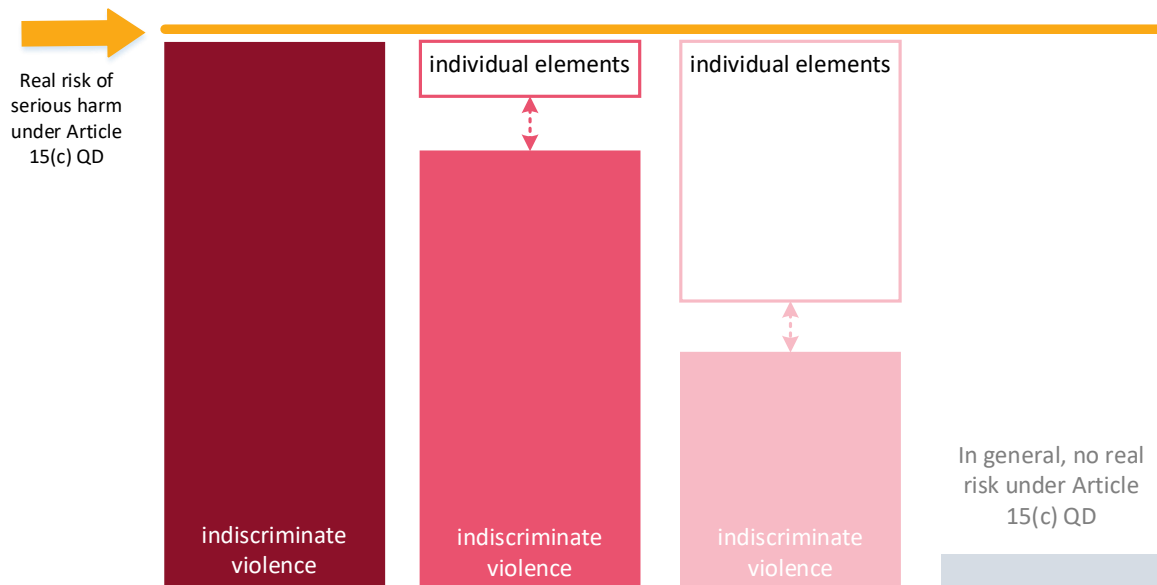 Real risk of
serious harm
under Article
15(c) QD
individual elements
individual elements
indiscriminate
violence
indiscriminate
violence
indiscriminate
violence
In general, no real
risk under Article
15(c) QD